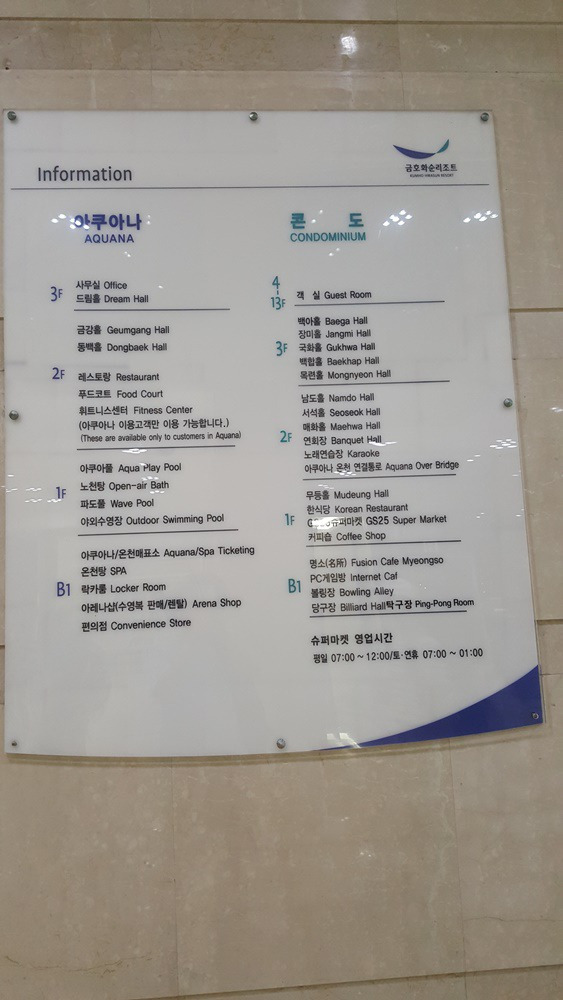 Information
금호화순리조트
KUMHO HWASUN RESORT
아쿠아나
AQUANA
3F
사무실 Office
드림홀 Dream Hall
금강홀 Geumgang Hall
동백홀 Dongbaek Hall
2F
레스토랑 Restaurant
푸드코트 Food Court
휘트니스센터 Fitness Center
(아쿠아나 이용고객만 이용 가능합니다.)
(These are available only to customers in Aquana)
1F
아쿠아풀 Aqua Play Pool
노천탕 Open-air Bath
파도풀 Wave Pool
야외수영장 Outdoor Swimming Pool
B1
아쿠아나/온천매표소 Aquana/Spa Ticketing
온천탕 SPA
락카룸 Locker Room
아레나샵(수영복 판매/렌탈) Arena Shop
편의점 Convenience Store
콘 도
CONDOMINIUM
4
13F
객 실 Guest Room
3F
백아홀 Baega Hall
장미홀 Jangmi Hall
국화홀 Gukhwa Hall
백합홀 Baekhap Hall
목련홀 Mongnyeon Hall
2F
남도홀 Namdo Hall
서석홀 Seoseok Hall
매화홀 Maehwa Hall
연회장 Banquet Hall
노래연습장 Karaoke
아쿠아나 온천 연결통로 Aquana Over Bridge
1F
무등홀 Mudeung Hall
한식당 Korean Restaurant
GS25슈퍼마켓 GS25 Super Market
커피숍 Coffee Shop
B1
명소(名所) Fusion Cafe Myeongso
PC게임방 Internet Caf
볼링장 Bowling Alley
당구장 Billiard Hall탁구장 Ping-Pong Room
슈퍼마켓 영업시간
평일 07:00 ~ 12:00/토·연휴 07:00 ~ 01:00